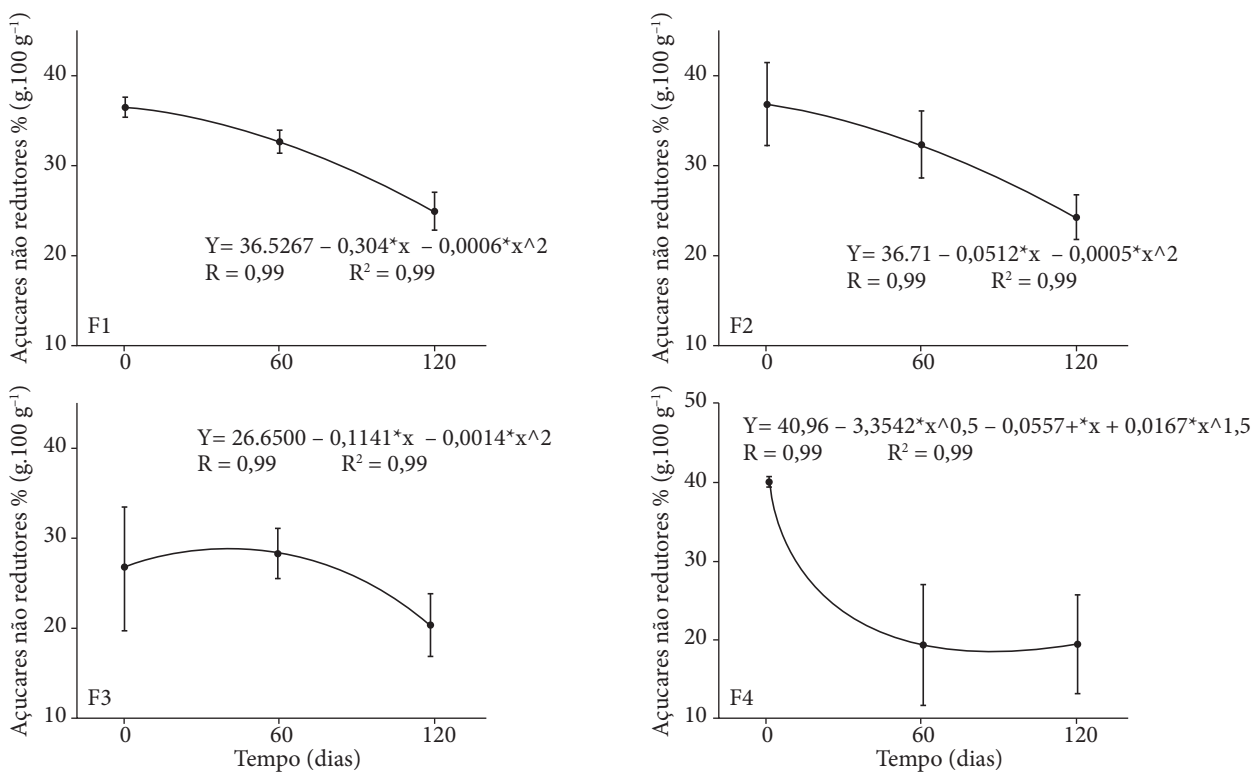 Açucares não redutores % (g.100 g⁻¹)
40
30
20
10
Y= 36.5267 – 0,304*x – 0,0006*x^2
R = 0,99 R² = 0,99
F1
0 60 120
Açucares não redutores % (g.100 g⁻¹)
40
30
20
10
Y= 36.71 – 0,0512*x – 0,0005*x^2
R = 0,99 R² = 0,99
F2
0 60 120
Açucares não redutores % (g.100 g⁻¹)
40
30
20
10
Y= 26.6500 – 0,1141*x – 0,0014*x^2
R = 0,99 R² = 0,99
F3
0 60 120
Tempo (dias)
Açucares não redutores % (g.100 g⁻¹)
50
40
30
20
10
Y= 40,96 – 3,3542*x^0,5 – 0,0557+*x + 0,0167*x^1,5
R = 0,99 R² = 0,99
F4
0 60 120
Tempo (dias)